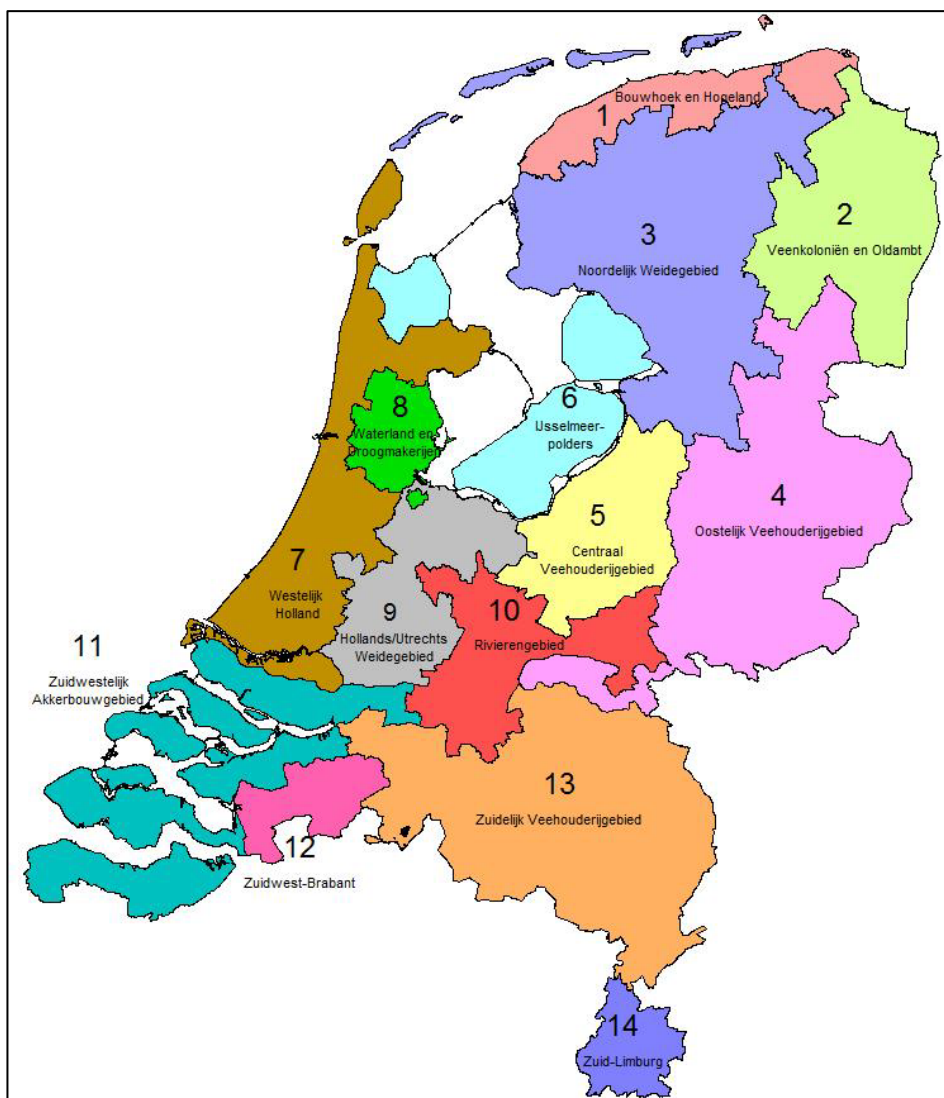 1
Bouwhoek en Hogeland
2
Veenkoloniën en Oldambt
3
Noordelijk Weidegebied
4
Oostelijk Veehouderijgebied
5
Centraal
Veehouderijgebied
6
IJsselmeer-
polders
7
Westelijk
Holland
8
Waterland en
Droogmakerijen
9
Hollands/Utrechts
Weidegebied
10
Rivierengebied
11
Zuidwestelijk
Akkerbouwgebied
12
Zuidwest-Brabant
13
Zuidelijk Veehouderijgebied
14
Zuid-Limburg